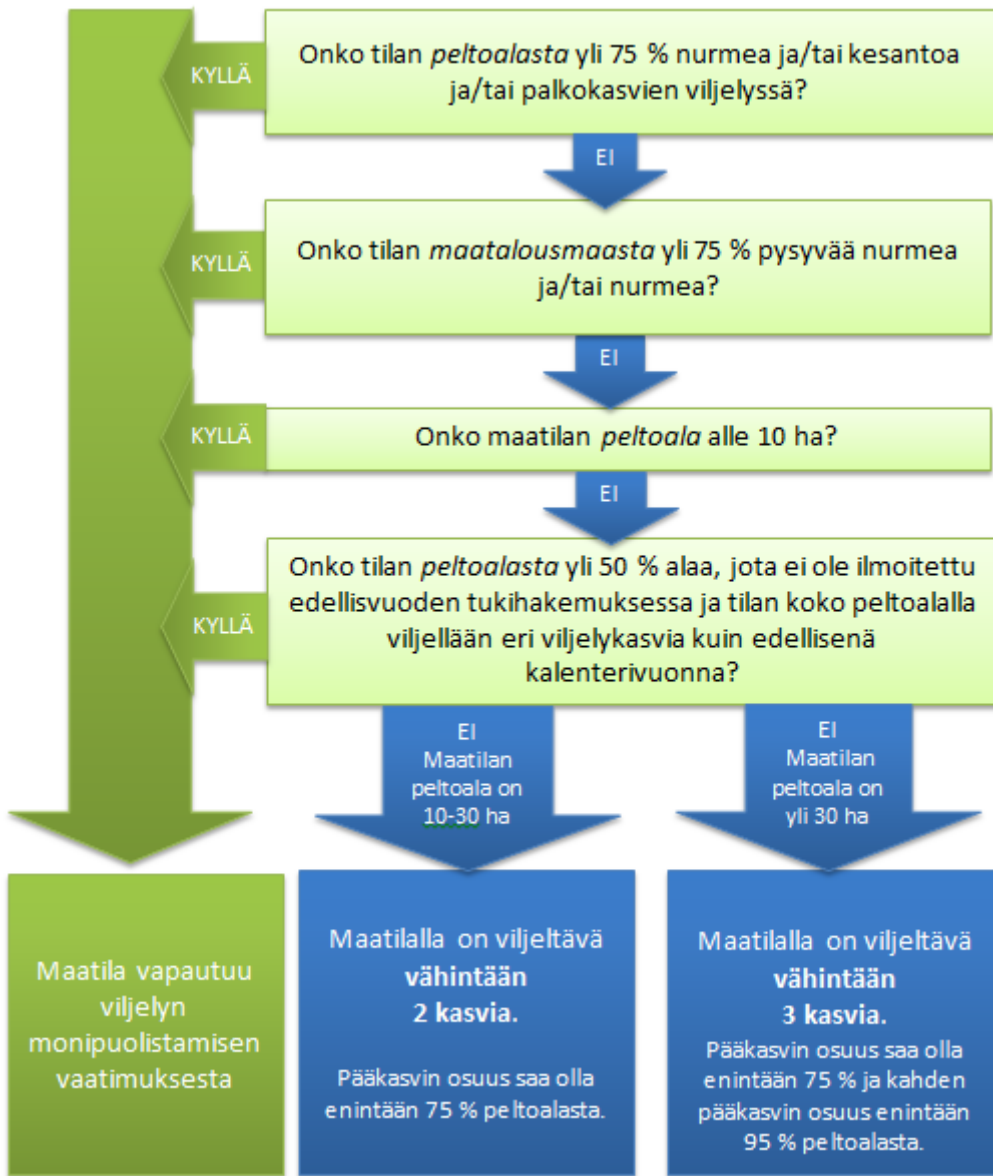 Onko tilan peltoalasta yli 75 % nurmea ja/tai kesantoa
ja/tai palkokasvien viljelyssä?
KYLLÄ
EI
Onko tilan maatalousmaasta yli 75 % pysyvää nurmea
ja/tai nurmea?
KYLLÄ
EI
Onko maatilan peltoala alle 10 ha?
KYLLÄ
EI
Onko tilan peltoalasta yli 50 % alaa, jota ei ole ilmoitettu
edellisvuoden tukihakemuksessa ja tilan koko peltoalalla
viljellään eri viljelykasvia kuin edellisenä
kalenterivuonna?
KYLLÄ
EI
Maatilan
peltoala on
10-30 ha
EI
Maatilan
peltoala on
yli 30 ha
Maatila vapautuu
viljelyn
monipuolistamisen
vaatimuksesta
Maatilalla on viljeltävä
vähintään
2 kasvia.
Pääkasvin osuus saa olla
enintään 75 % peltoalasta.
Maatilalla on viljeltävä
vähintään
3 kasvia.
Pääkasvin osuus saa olla
enintään 75 % ja kahden
pääkasvin osuus enintään
95 % peltoalasta.